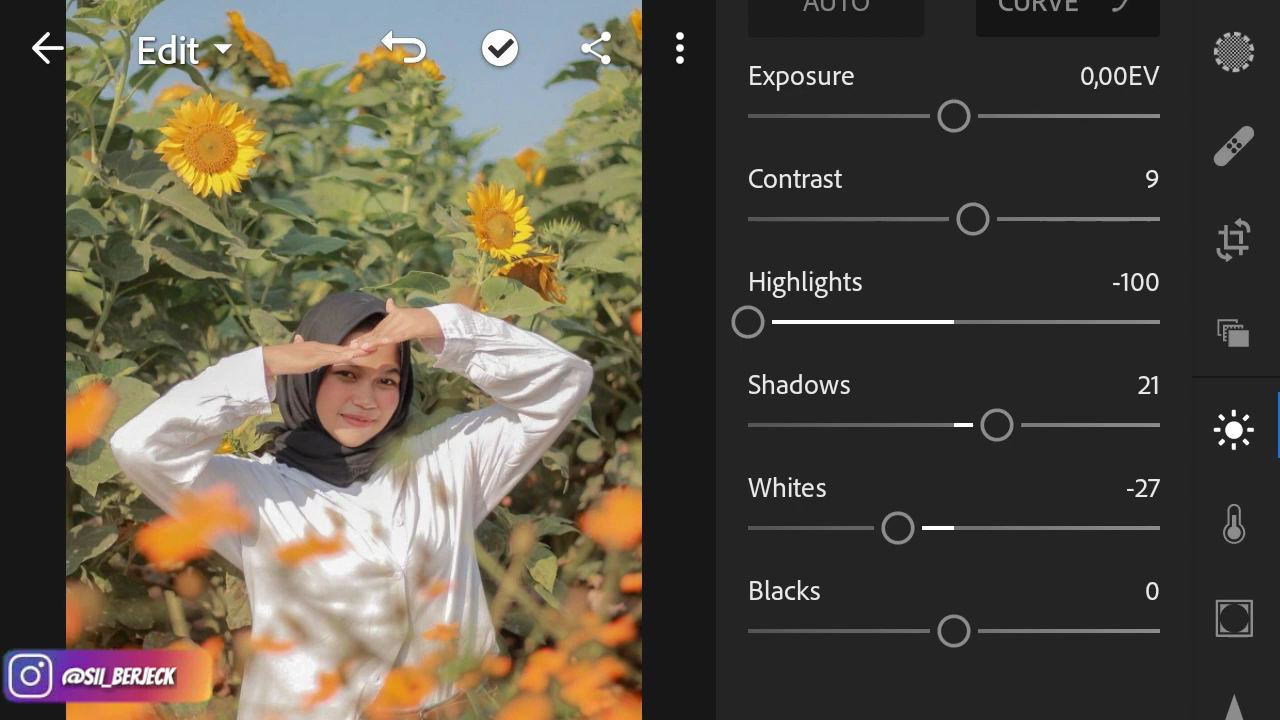 Edit
AUTO
CURVE
Exposure 0,00EV
Contrast 9
Highlights -100
Shadows 21
Whites -27
Blacks 0
@SII_BERJECK